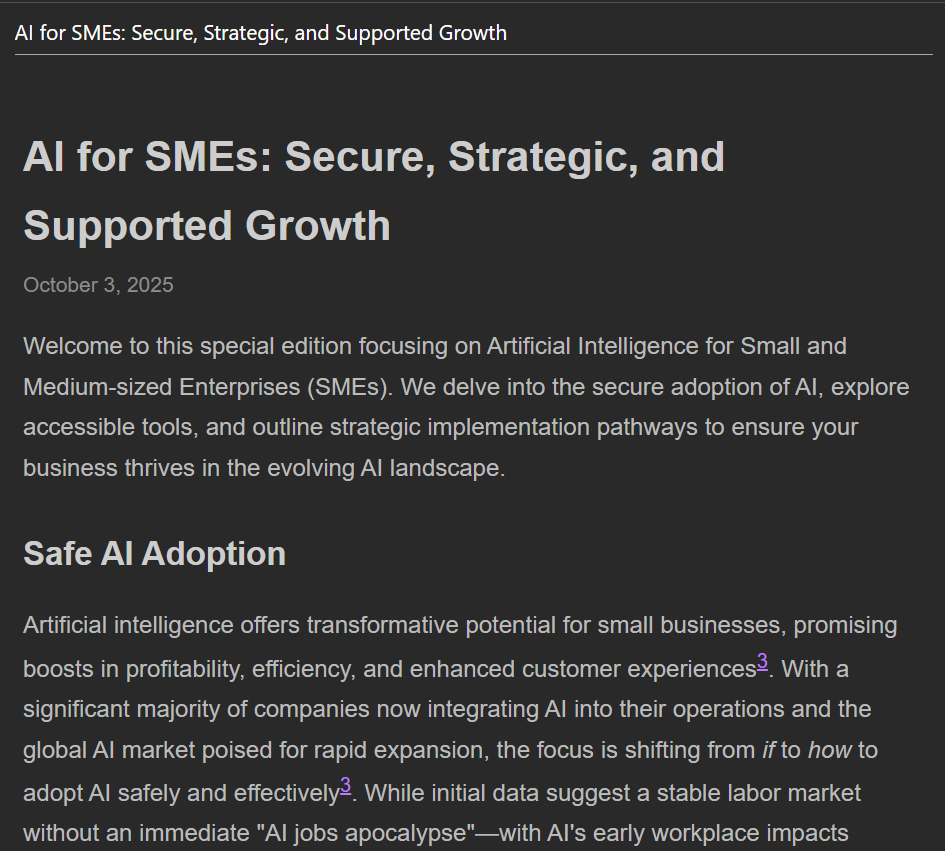 AI for SMEs: Secure, Strategic, and Supported Growth
AI for SMEs: Secure, Strategic, and
Supported Growth
October 3, 2025
Welcome to this special edition focusing on Artificial Intelligence for Small and
Medium-sized Enterprises (SMEs). We delve into the secure adoption of AI, explore
accessible tools, and outline strategic implementation pathways to ensure your
business thrives in the evolving AI landscape.
Safe AI Adoption
Artificial intelligence offers transformative potential for small businesses, promising
boosts in profitability, efficiency, and enhanced customer experiences3. With a
significant majority of companies now integrating AI into their operations and the
global AI market poised for rapid expansion, the focus is shifting from if to how to
adopt AI safely and effectively3. While initial data suggest a stable labor market
without an immediate "AI jobs apocalypse"—with AI's early workplace impacts